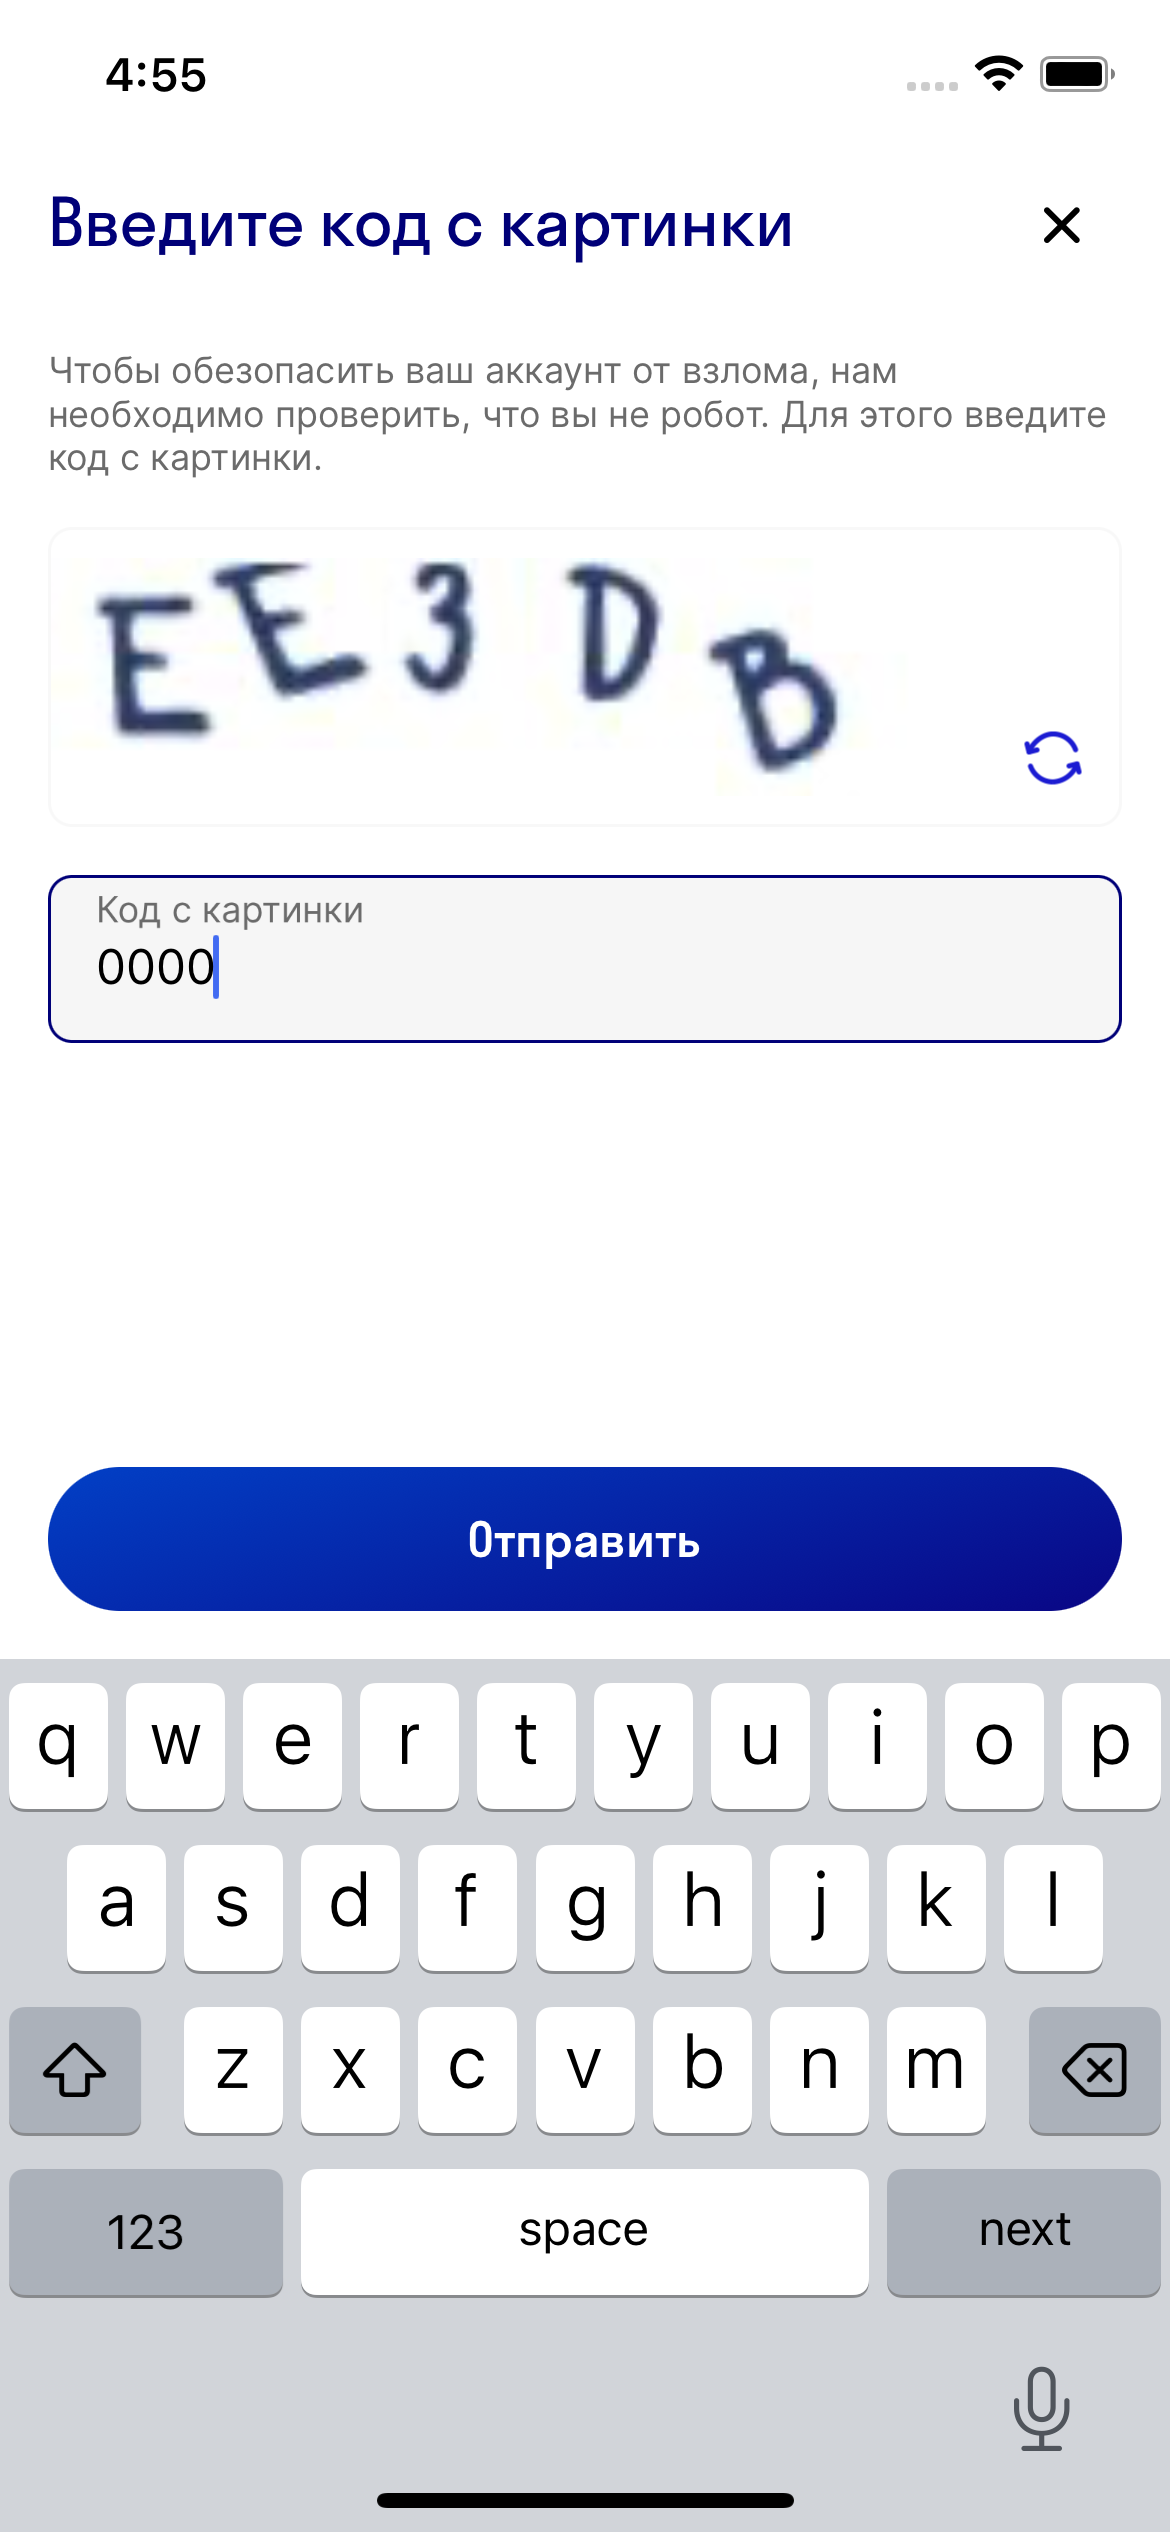 4:55
Введите код с картинки
Чтобы обезопасить ваш аккаунт от взлома, нам
необходимо проверить, что вы не робот. Для этого введите
код с картинки.
EE3DB
Код с картинки
0000
Отправить
q w e r t y u i o p
a s d f g h j k l
z x c v b n m
123 space next